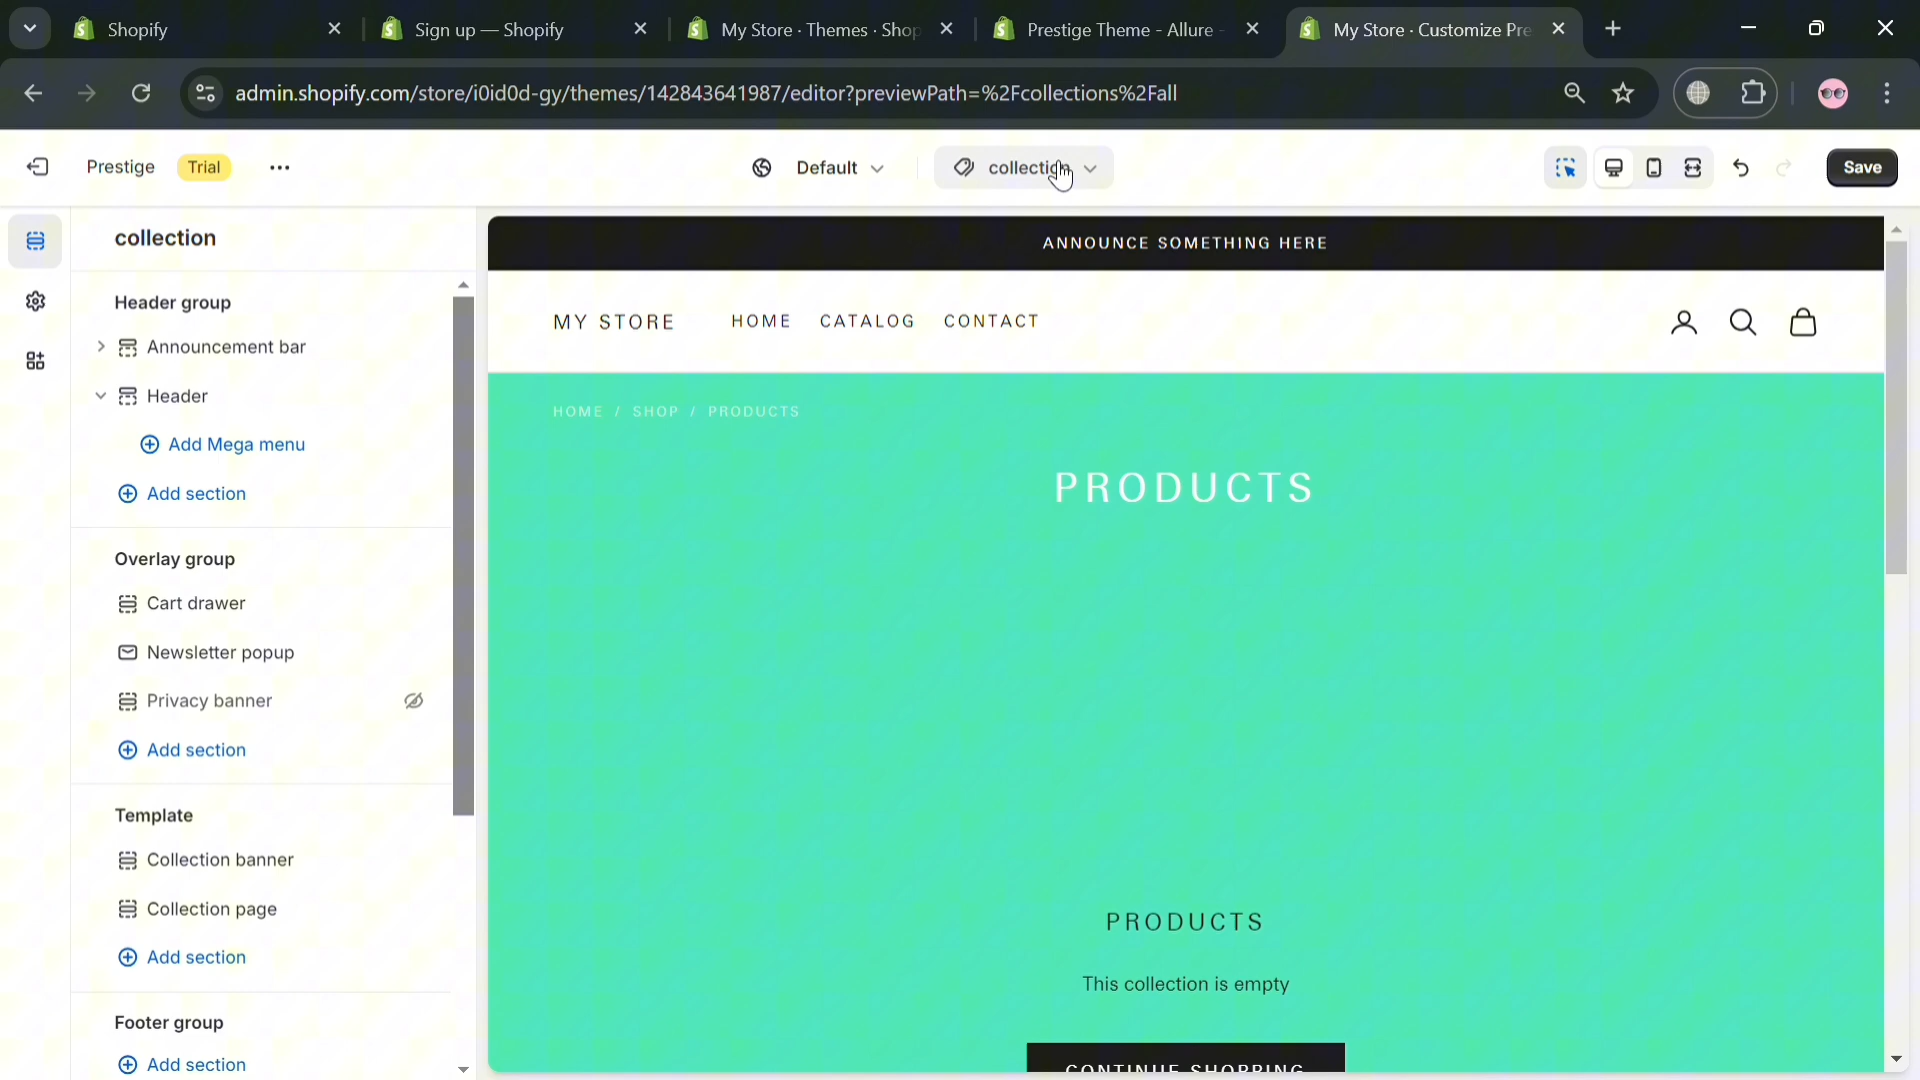 Shopify
Sign up — Shopify
My Store · Themes · Shop
Prestige Theme - Allure -
My Store · Customize Pre
admin.shopify.com/store/i0id0d-gy/themes/142843641987/editor?previewPath=%2Fcollections%2Fall
Prestige Trial
Default
collection
Save
collection
Header group
Announcement bar
Header
Add Mega menu
Add section
Overlay group
Cart drawer
Newsletter popup
Privacy banner
Add section
Template
Collection banner
Collection page
Add section
Footer group
Add section
ANNOUNCE SOMETHING HERE
MY STORE HOME CATALOG CONTACT
HOME / SHOP / PRODUCTS
PRODUCTS
PRODUCTS
This collection is empty
CONTINUE SHOPPING